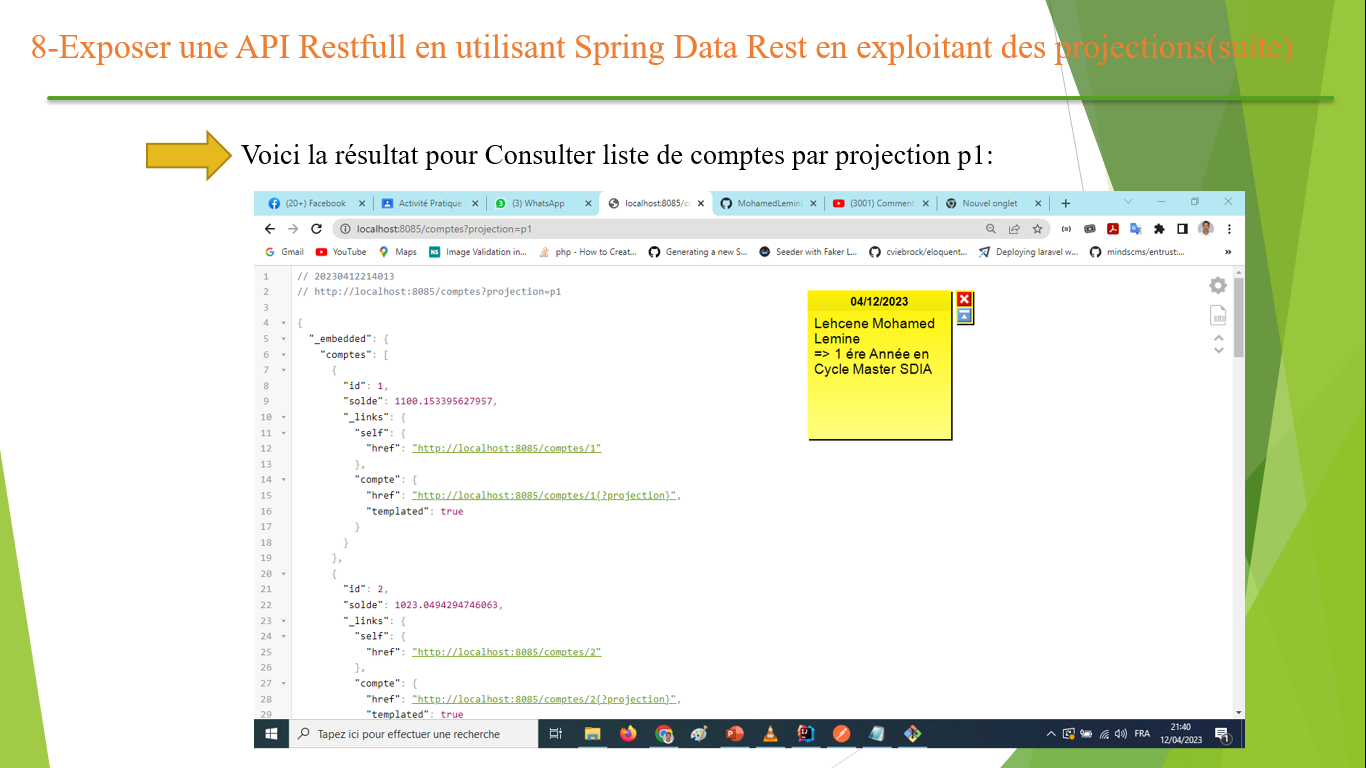 8-Exposer une API Restfull en utilisant Spring Data Rest en exploitant des projections(suite)
Voici la résultat pour Consulter liste de comptes par projection p1:
(20+) Facebook
Activité Pratique
3
(3) WhatsApp
localhost:8085/co
MohamedLemin
(3001) Comment
Nouvel onglet
localhost:8085/comptes?projection=p1
Gmail
YouTube
Maps
NS
Image Validation in...
php - How to Creat...
Generating a new S...
Seeder with Faker L...
cviebrock/eloquent...
Deploying laravel w...
mindscms/entrust:...
»
1 // 20230412214013
2 // http://localhost:8085/comptes?projection=p1
3
4 {
5 "_embedded": {
6 "comptes": [
7 {
8 "id": 1,
9 "solde": 1100.153395627957,
10 "_links": {
11 "self": {
12 "href": "http://localhost:8085/comptes/1"
13 },
14 "compte": {
15 "href": "http://localhost:8085/comptes/1{?projection}",
16 "templated": true
17 }
18 }
19 },
20 {
21 "id": 2,
22 "solde": 1023.0494294746063,
23 "_links": {
24 "self": {
25 "href": "http://localhost:8085/comptes/2"
26 },
27 "compte": {
28 "href": "http://localhost:8085/comptes/2{?projection}",
29 "templated": true
04/12/2023
Lehcene Mohamed
Lemine
=> 1 ére Année en
Cycle Master SDIA
Tapez ici pour effectuer une recherche
FRA
21:40
12/04/2023
1